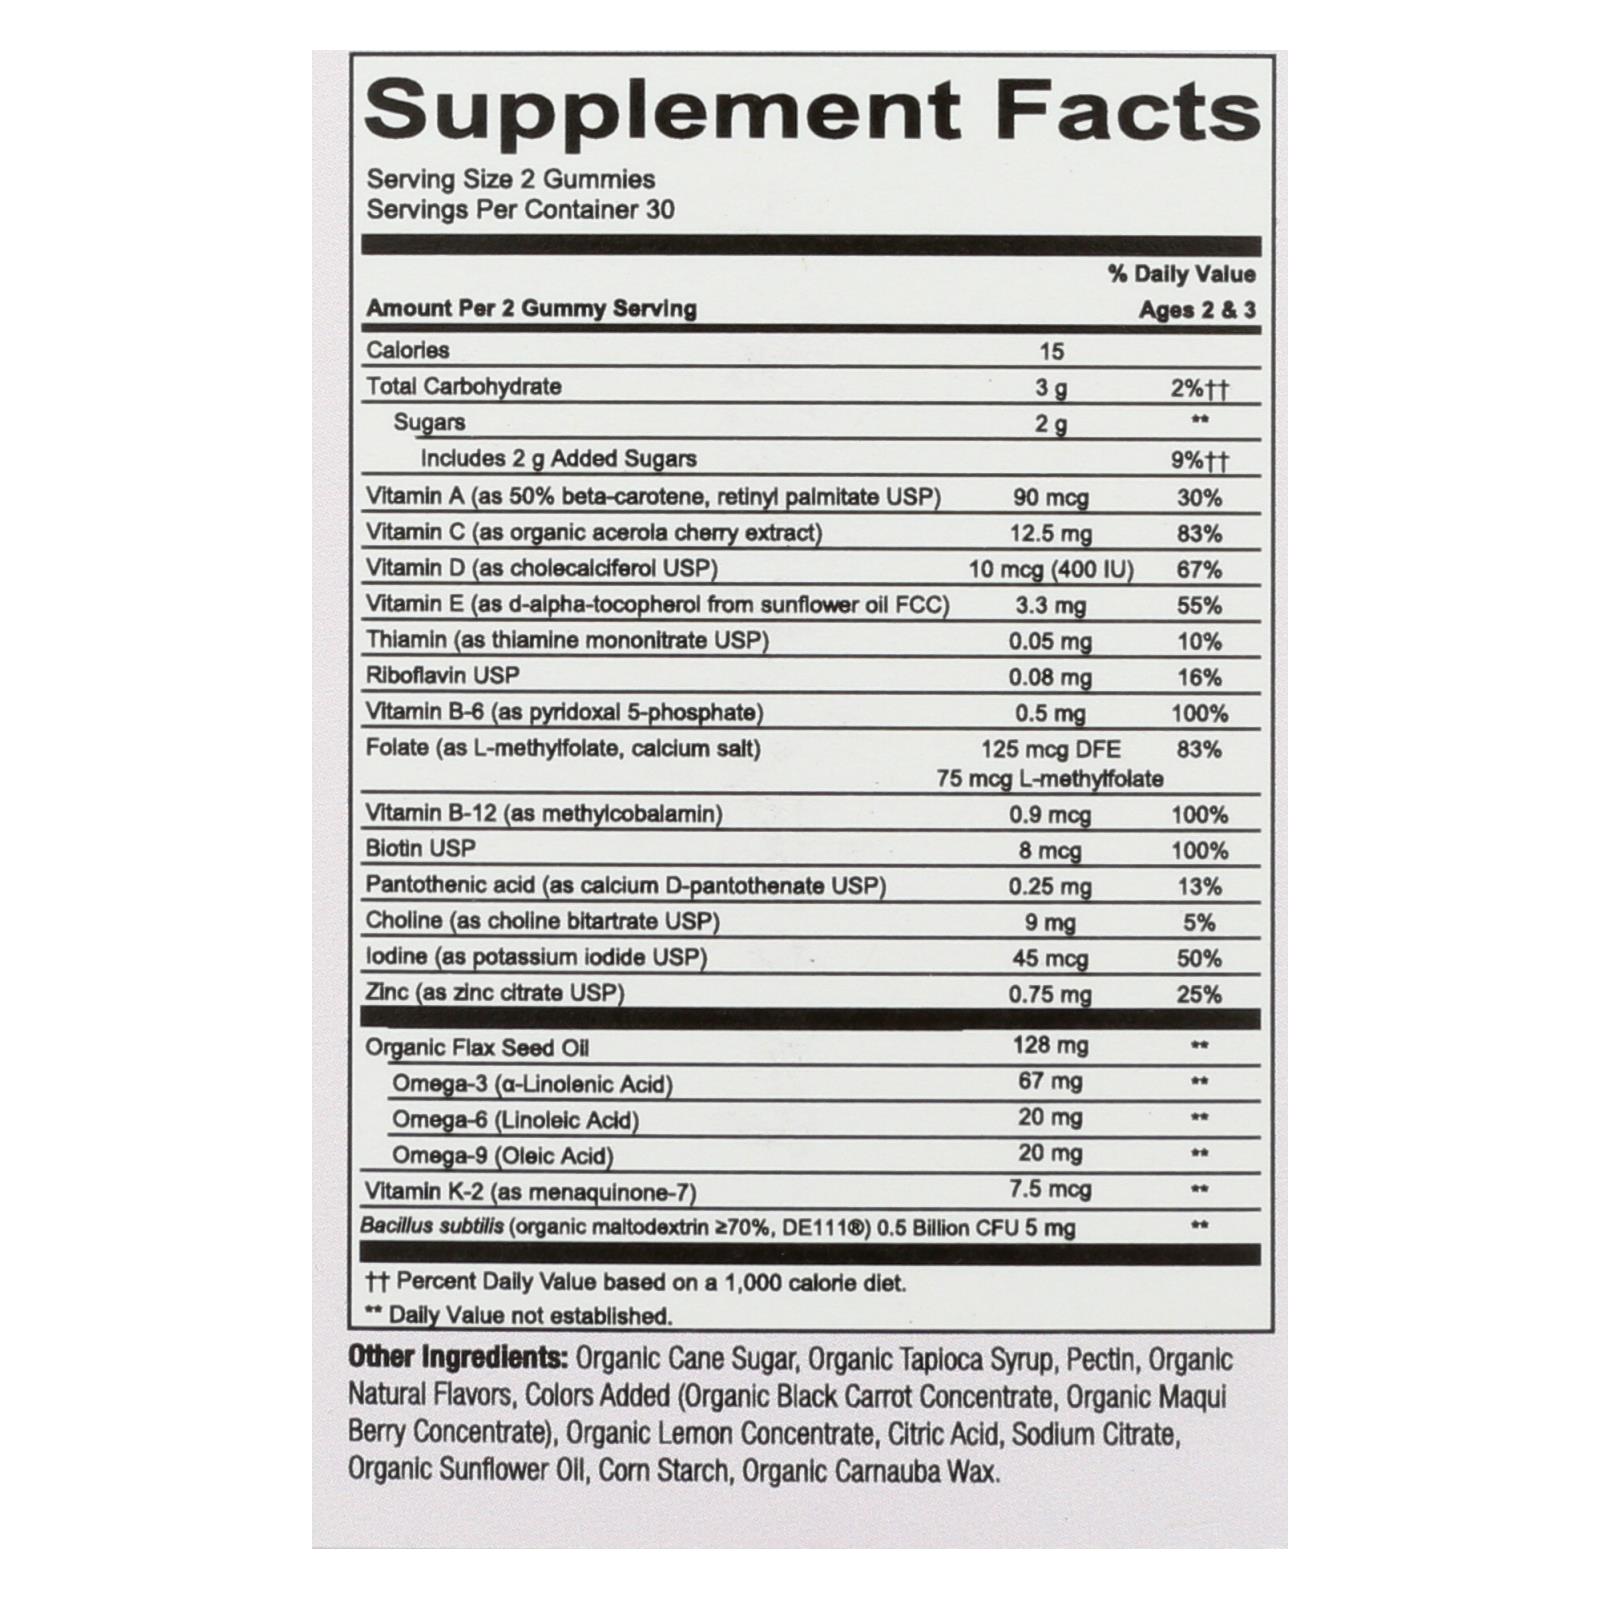 Supplement Facts
Serving Size 2 Gummies
Servings Per Container 30
% Daily Value
Amount Per 2 Gummy Serving Ages 2 & 3
Calories 15
Total Carbohydrate 3 g 2%††
Sugars 2 g **
Includes 2 g Added Sugars 9%††
Vitamin A (as 50% beta-carotene, retinyl palmitate USP) 90 mcg 30%
Vitamin C (as organic acerola cherry extract) 12.5 mg 83%
Vitamin D (as cholecalciferol USP) 10 mcg (400 IU) 67%
Vitamin E (as d-alpha-tocopherol from sunflower oil FCC) 3.3 mg 55%
Thiamin (as thiamine mononitrate USP) 0.05 mg 10%
Riboflavin USP 0.08 mg 16%
Vitamin B-6 (as pyridoxal 5-phosphate) 0.5 mg 100%
Folate (as L-methylfolate, calcium salt) 125 mcg DFE 83%
75 mcg L-methylfolate
Vitamin B-12 (as methylcobalamin) 0.9 mcg 100%
Biotin USP 8 mcg 100%
Pantothenic acid (as calcium D-pantothenate USP) 0.25 mg 13%
Choline (as choline bitartrate USP) 9 mg 5%
Iodine (as potassium iodide USP) 45 mcg 50%
Zinc (as zinc citrate USP) 0.75 mg 25%
Organic Flax Seed Oil 128 mg **
Omega-3 (α-Linolenic Acid) 67 mg **
Omega-6 (Linoleic Acid) 20 mg **
Omega-9 (Oleic Acid) 20 mg **
Vitamin K-2 (as menaquinone-7) 7.5 mcg **
Bacillus subtilis (organic maltodextrin ≥70%, DE111®) 0.5 Billion CFU 5 mg **
†† Percent Daily Value based on a 1,000 calorie diet.
** Daily Value not established.
Other Ingredients: Organic Cane Sugar, Organic Tapioca Syrup, Pectin, Organic
Natural Flavors, Colors Added (Organic Black Carrot Concentrate, Organic Maqui
Berry Concentrate), Organic Lemon Concentrate, Citric Acid, Sodium Citrate,
Organic Sunflower Oil, Corn Starch, Organic Carnauba Wax.